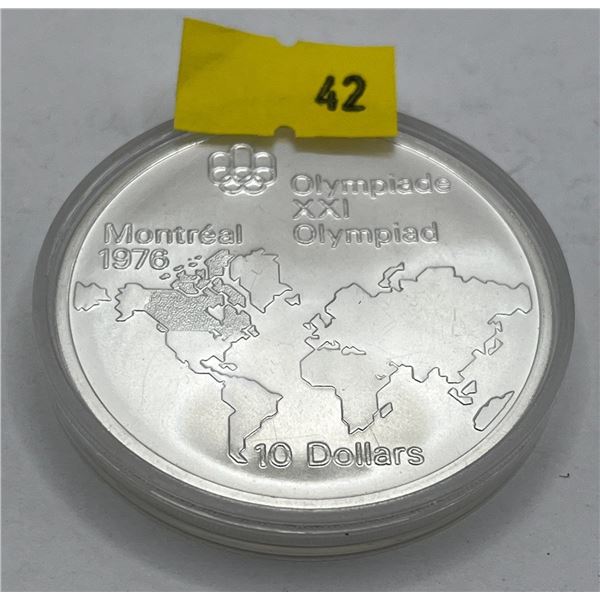 42
Olympiade
XXI
Olympiad
Montréal
1976
10 Dollars